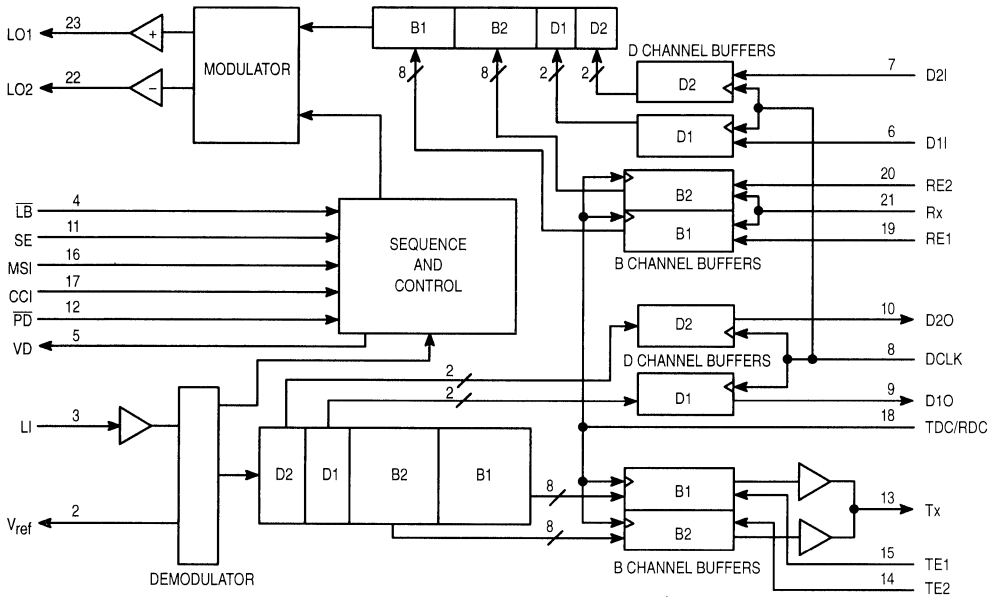 LO1 23 + MODULATOR B1 B2 D1 D2
8 8 2 2
LO2 22 −
D CHANNEL BUFFERS
D2 7 D2I
D1 6 D1I
B2 20 RE2
21 Rx
B1 19 RE1
B CHANNEL BUFFERS
L̅B̅ 4
SE 11
MSI 16
CCI 17
P̅D̅ 12
VD 5
SEQUENCE
AND
CONTROL
D2 10 D2O
D CHANNEL BUFFERS
8 DCLK
D1 9 D1O
18 TDC/RDC
2
2
LI 3
Vref 2
DEMODULATOR
D2 D1 B2 B1
8
8
B1
B2
13 Tx
15 TE1
14 TE2
B CHANNEL BUFFERS